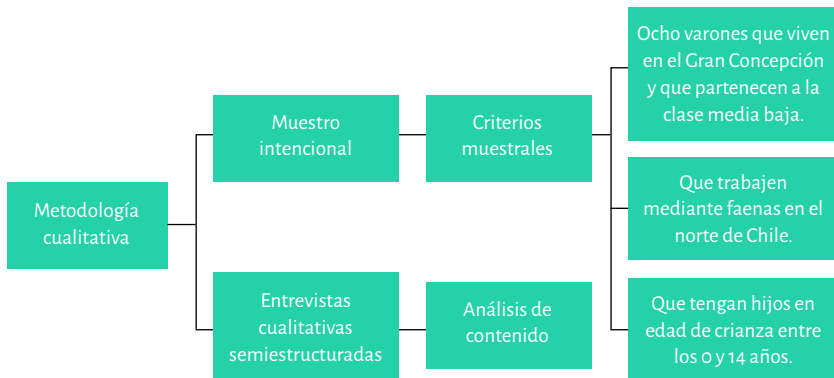 Metodología
cualitativa
Muestro
intencional
Criterios
muestrales
Ocho varones que viven
en el Gran Concepción
y que partenecen a la
clase media baja.
Que trabajen
mediante faenas en el
norte de Chile.
Que tengan hijos en
edad de crianza entre
los 0 y 14 años.
Entrevistas
cualitativas
semiestructuradas
Análisis de
contenido